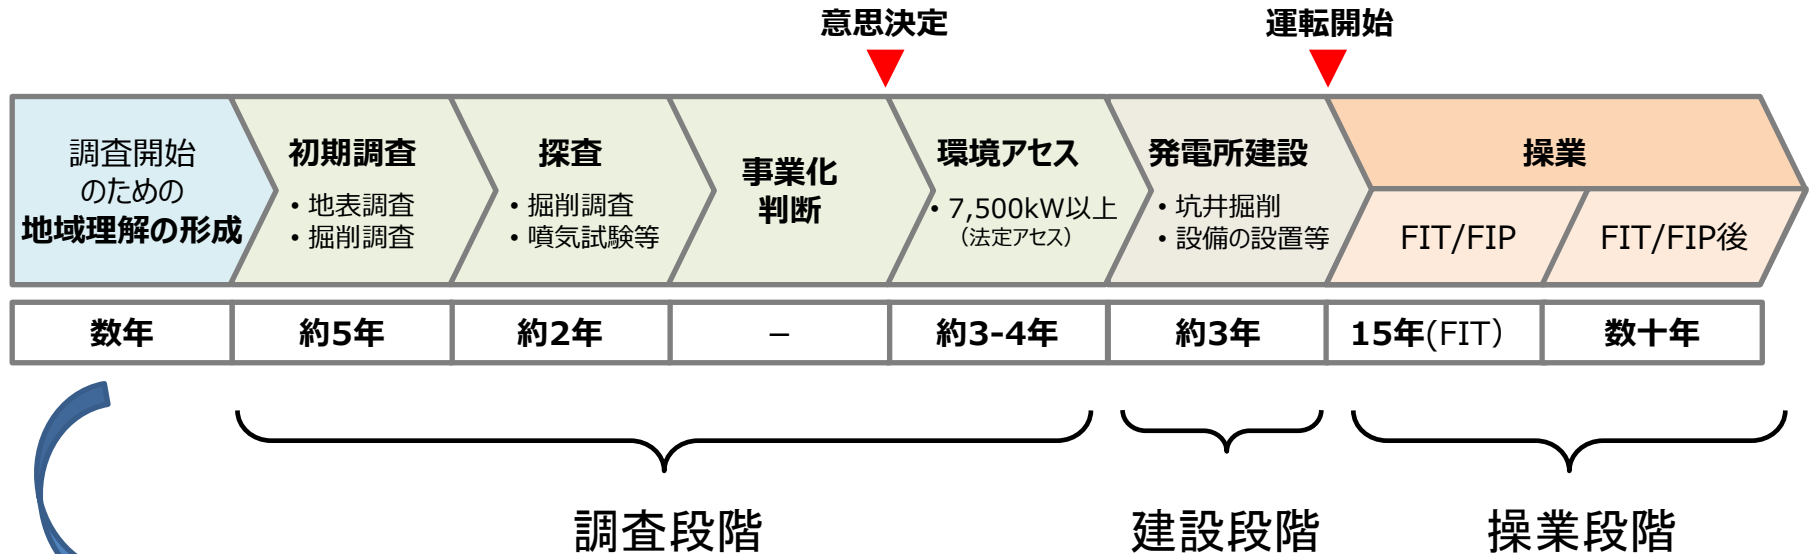 意思決定
運転開始
調査開始
のための
地域理解の形成
初期調査
・地表調査
・掘削調査
探査
・掘削調査
・噴気試験等
事業化
判断
環境アセス
・7,500kW以上
（法定アセス）
発電所建設
・坑井掘削
・設備の設置等
操業
FIT/FIP
FIT/FIP後
数年
約5年
約2年
–
約3-4年
約3年
15年(FIT）
数十年
調査段階
建設段階
操業段階